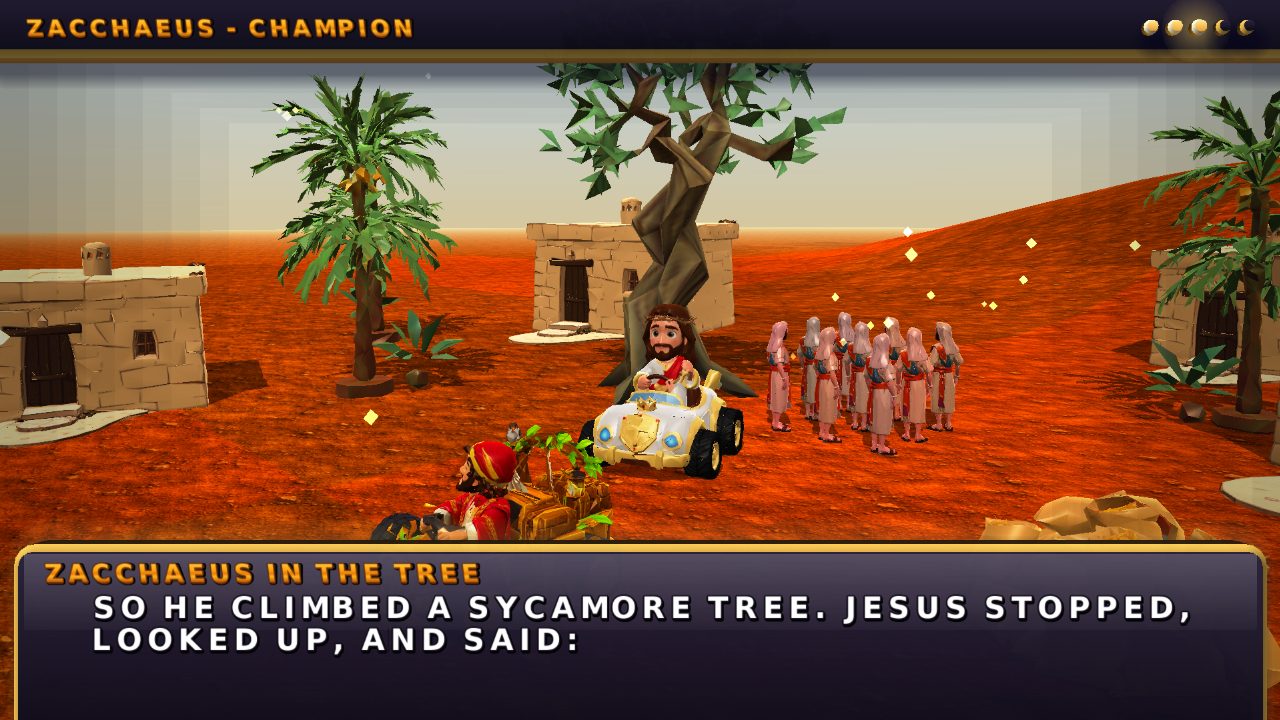 ZACCHAEUS - CHAMPION
ZACCHAEUS IN THE TREE
SO HE CLIMBED A SYCAMORE TREE. JESUS STOPPED,
LOOKED UP, AND SAID: